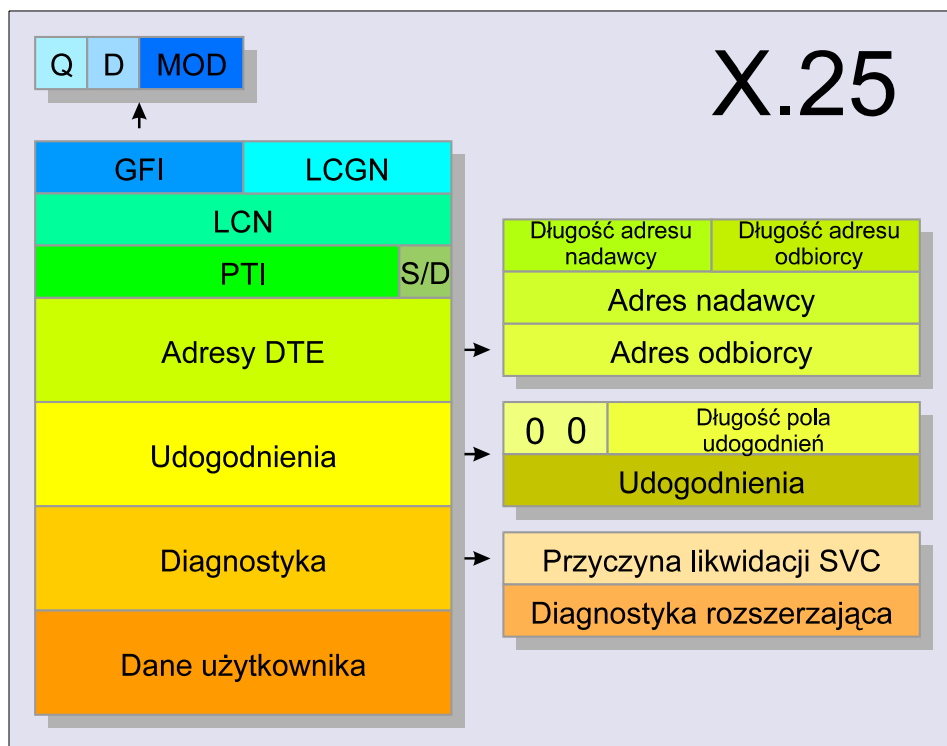 X.25
Q D MOD
GFI LCGN
LCN
PTI S/D
Adresy DTE
Udogodnienia
Diagnostyka
Dane użytkownika
Długość adresu
nadawcy
Długość adresu
odbiorcy
Adres nadawcy
Adres odbiorcy
0 0
Długość pola
udogodnień
Udogodnienia
Przyczyna likwidacji SVC
Diagnostyka rozszerzająca